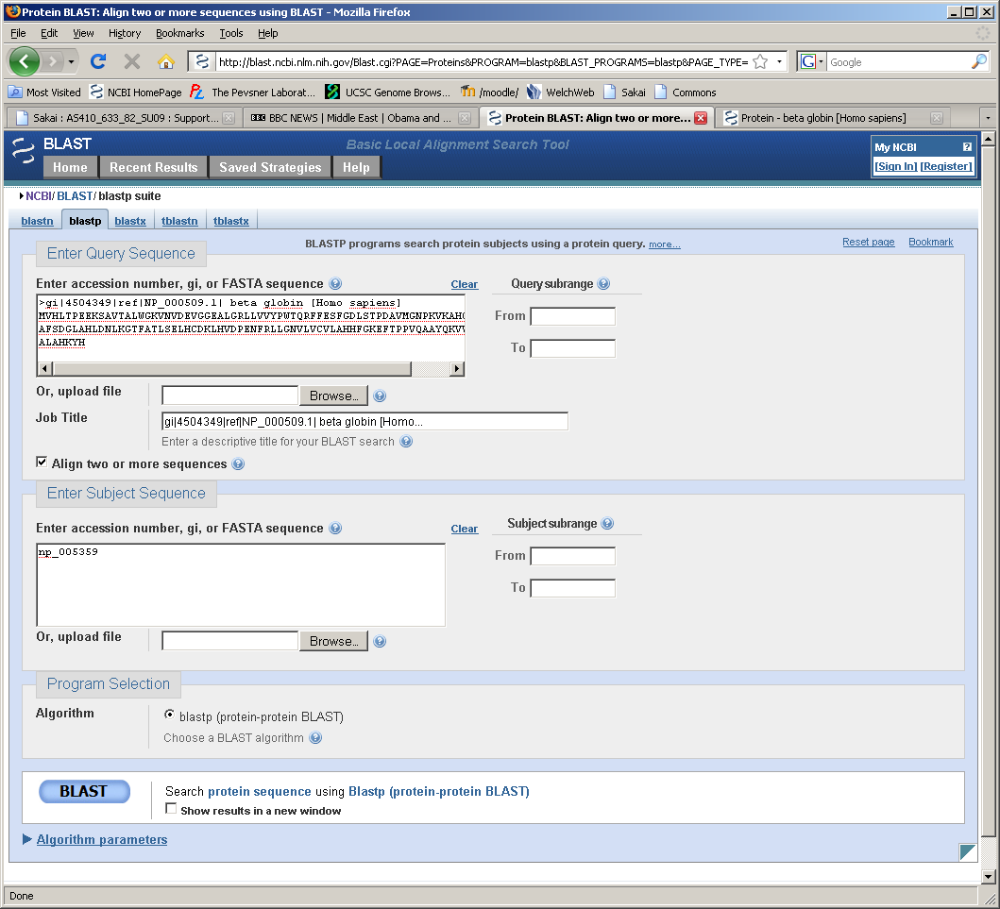 Protein BLAST: Align two or more sequences using BLAST - Mozilla Firefox
File Edit View History Bookmarks Tools Help
http://blast.ncbi.nlm.nih.gov/Blast.cgi?PAGE=Proteins&PROGRAM=blastp&BLAST_PROGRAMS=blastp&PAGE_TYPE= G Google
Most Visited NCBI HomePage The Pevsner Laborat... UCSC Genome Brows... /moodle/ WelchWeb Sakai Commons
Sakai : AS410_633_82_SU09 : Support... BBC NEWS | Middle East | Obama and ... Protein BLAST: Align two or more... Protein - beta globin [Homo sapiens]
BLAST Basic Local Alignment Search Tool My NCBI ?
Home Recent Results Saved Strategies Help [Sign In] [Register]
NCBI/ BLAST/ blastp suite
blastn blastp blastx tblastn tblastx
BLASTP programs search protein subjects using a protein query. more... Reset page Bookmark
Enter Query Sequence
Enter accession number, gi, or FASTA sequence ? Clear Query subrange ?
>gi|4504349|ref|NP_000509.1| beta globin [Homo sapiens]
MVHLTPEEKSAVTALWGKVNVDEVGGEALGRLLVVYPWTQRFFESFGDLSTPDAVMGNPKVKAHG
AFSDGLAHLDNLKGTFATLSELHCDKLHVDPENFRLLGNVLVCVLAHHFGKEFTPPVQAAYQKVV
ALAHKYH
From
To
Or, upload file Browse... ?
Job Title gi|4504349|ref|NP_000509.1| beta globin [Homo...
Enter a descriptive title for your BLAST search ?
Align two or more sequences ?
Enter Subject Sequence
Enter accession number, gi, or FASTA sequence ? Clear Subject subrange ?
np_005359
From
To
Or, upload file Browse... ?
Program Selection
Algorithm blastp (protein-protein BLAST)
Choose a BLAST algorithm ?
BLAST Search protein sequence using Blastp (protein-protein BLAST)
Show results in a new window
Algorithm parameters
Done